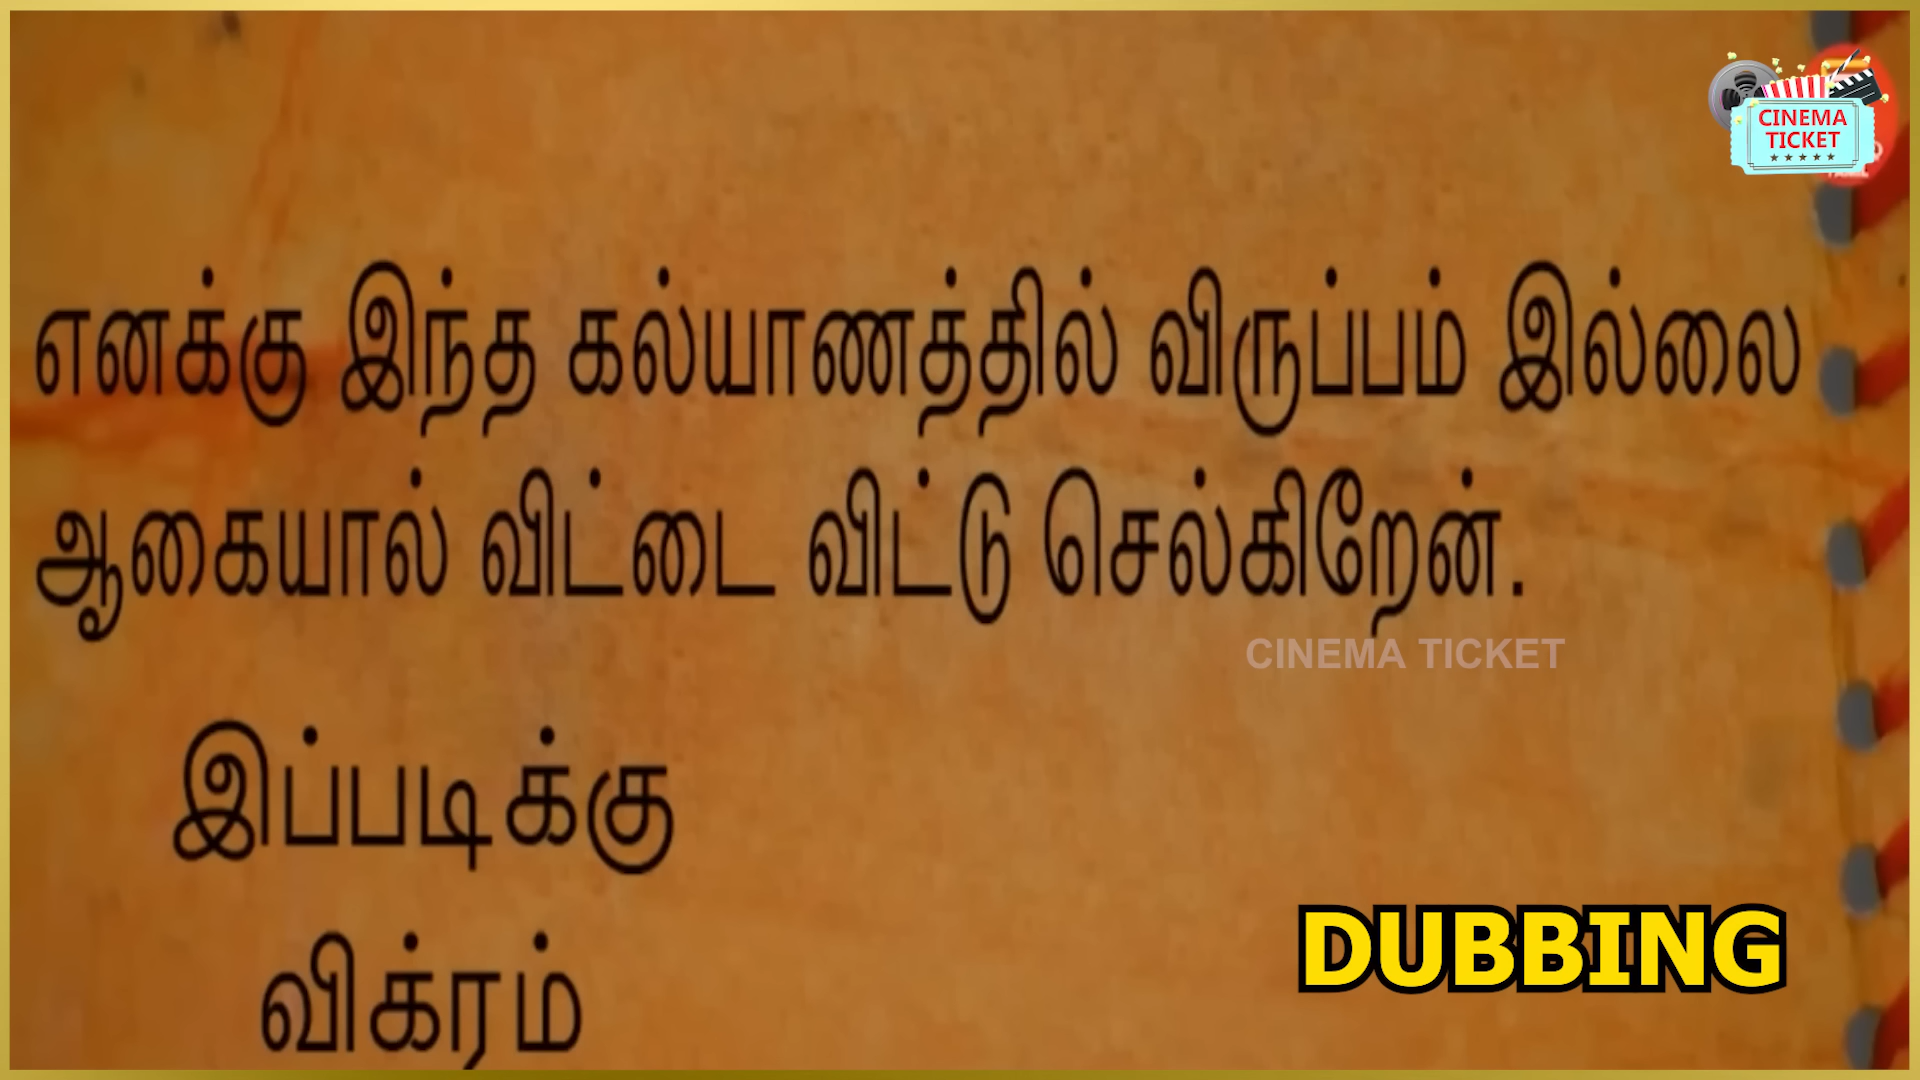 CINEMA
TICKET
எனக்கு இந்த கல்யாணத்தில் விருப்பம் இல்லை
ஆகையால் விட்டை விட்டு செல்கிறேன்.
CINEMA TICKET
இப்படிக்கு
விக்ரம்
DUBBING